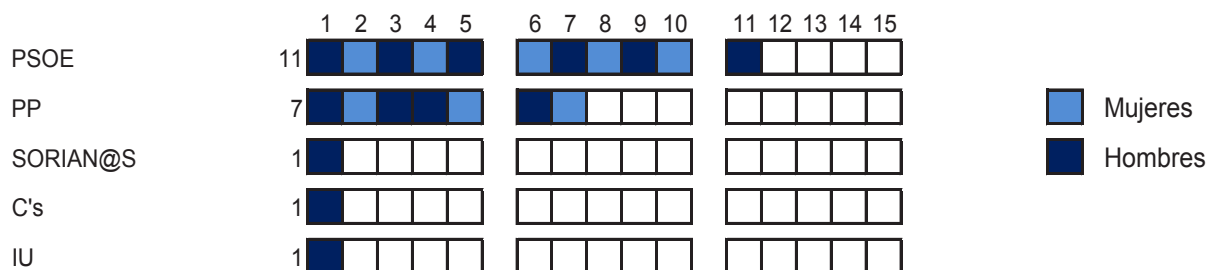 1 2 3 4 5 6 7 8 9 10 11 12 13 14 15
PSOE 11
PP 7
SORIAN@S 1
C's 1
IU 1
Mujeres
Hombres